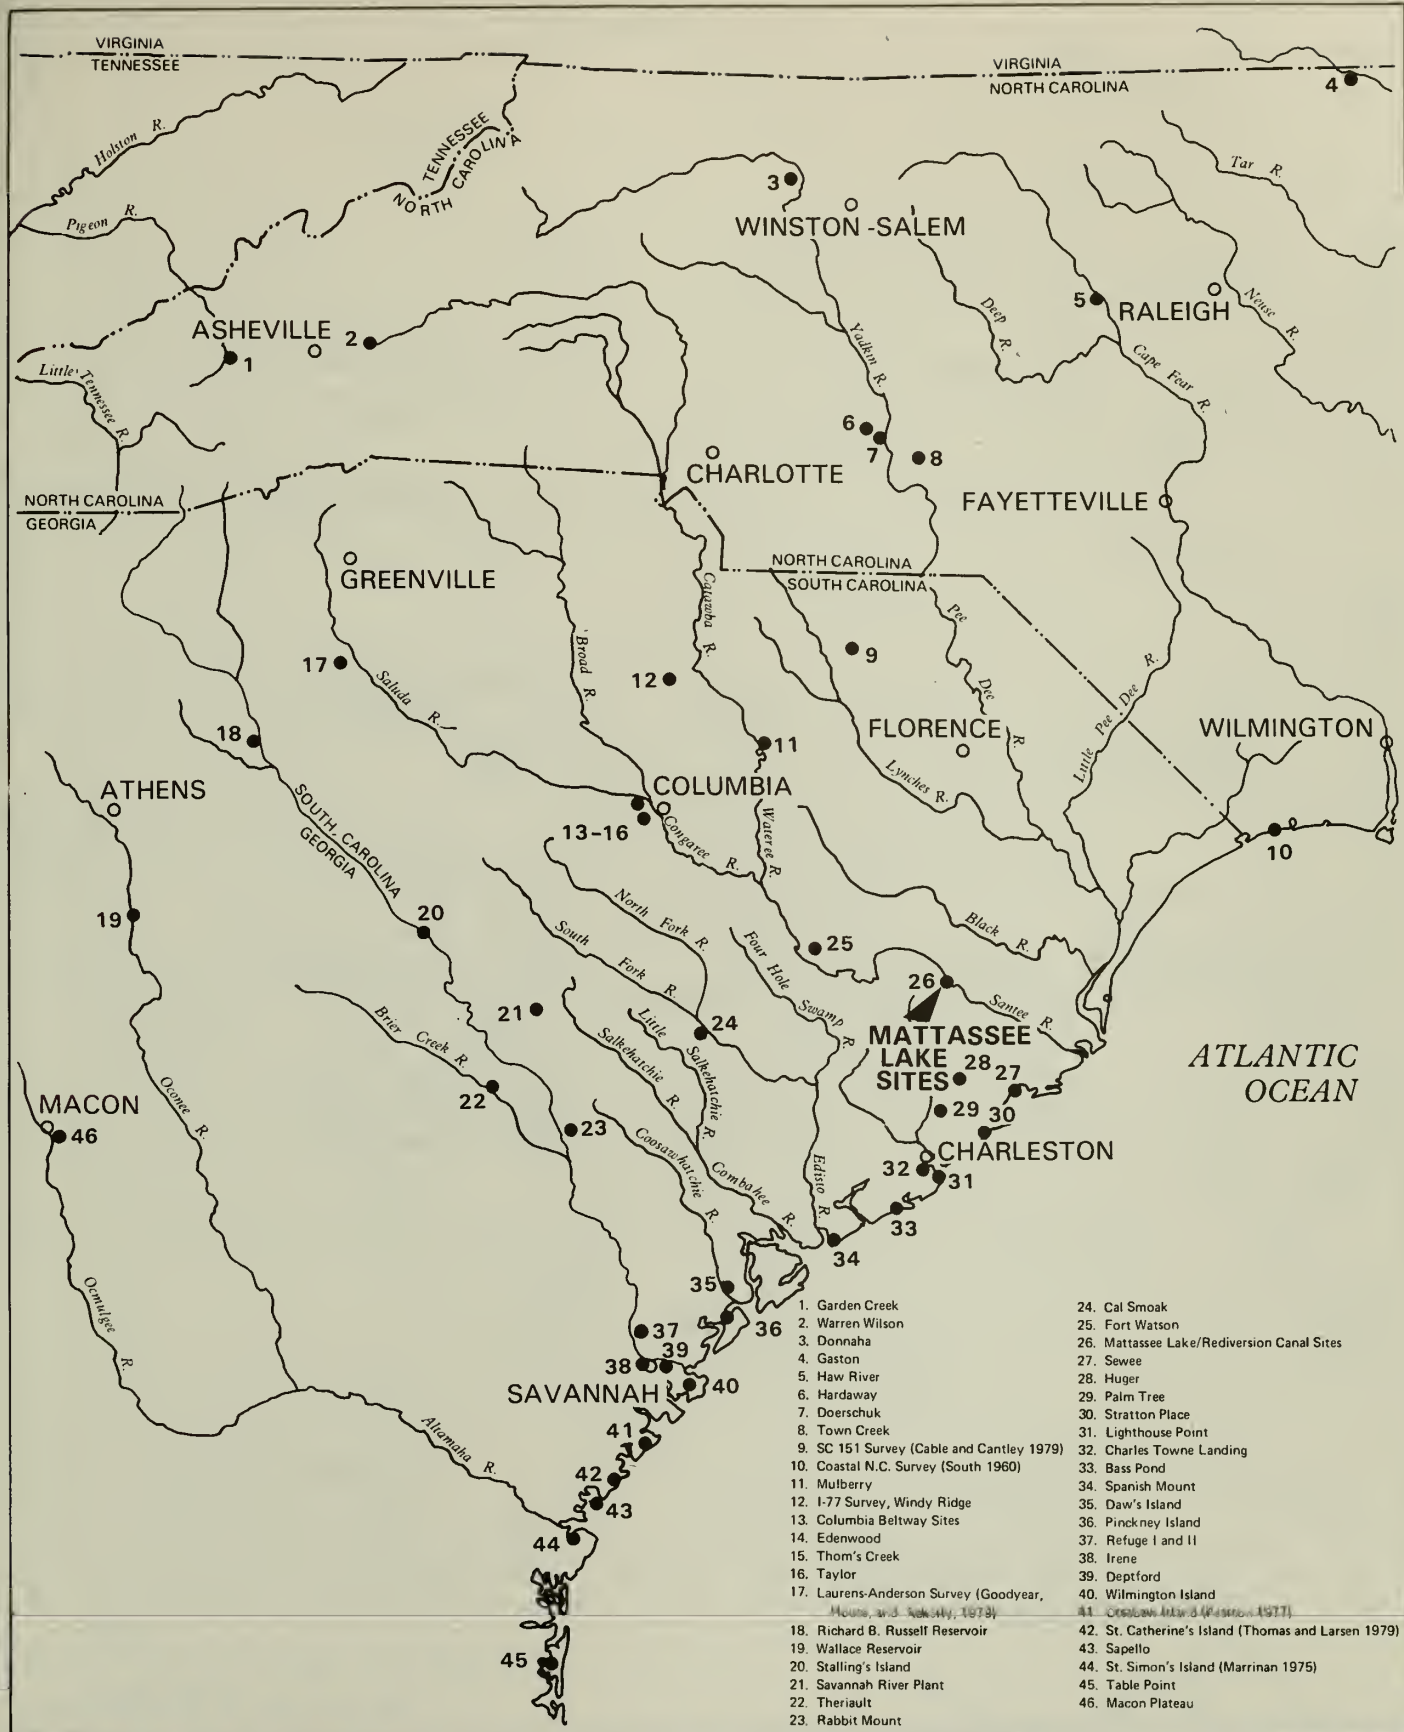 VIRGINIA
TENNESSEE
VIRGINIA
NORTH CAROLINA
4
Holston R.
TENNESSEE
NORTH CAROLINA
Tar R.
Pigeon R.
3
WINSTON-SALEM
5
RALEIGH
Neuse R.
Deep R.
Yadkin R.
Cape Fear R.
ASHEVILLE
2
1
Little Tennessee R.
6
7
8
CHARLOTTE
FAYETTEVILLE
NORTH CAROLINA
GEORGIA
NORTH CAROLINA
SOUTH CAROLINA
GREENVILLE
Catawba R.
Pee Dee R.
Broad R.
9
17
12
Saluda R.
Little Pee Dee R.
FLORENCE
WILMINGTON
18
11
Lynches R.
ATHENS
SOUTH CAROLINA
GEORGIA
COLUMBIA
13-16
Congaree R.
Wateree R.
10
19
20
North Fork R.
South Fork R.
Four Hole Swamp R.
Black R.
25
26
Santee R.
21
Brier Creek R.
Little Salkehatchie R.
Salkehatchie R.
24
MATTASSEE
LAKE
SITES
28
27
ATLANTIC
OCEAN
Oconee R.
22
MACON
46
23
29
30
Coosawhatchie R.
Combahee R.
Edisto R.
CHARLESTON
32
31
33
34
Ocmulgee R.
35
36
37
38
39
SAVANNAH
40
Altamaha R.
41
42
43
44
45
1. Garden Creek
2. Warren Wilson
3. Donnaha
4. Gaston
5. Haw River
6. Hardaway
7. Doerschuk
8. Town Creek
9. SC 151 Survey (Cable and Cantley 1979)
10. Coastal N.C. Survey (South 1960)
11. Mulberry
12. I-77 Survey, Windy Ridge
13. Columbia Beltway Sites
14. Edenwood
15. Thom's Creek
16. Taylor
17. Laurens-Anderson Survey (Goodyear,
18. Richard B. Russell Reservoir
19. Wallace Reservoir
20. Stalling's Island
21. Savannah River Plant
22. Theriault
23. Rabbit Mount
24. Cal Smoak
25. Fort Watson
26. Mattassee Lake/Rediversion Canal Sites
27. Sewee
28. Huger
29. Palm Tree
30. Stratton Place
31. Lighthouse Point
32. Charles Towne Landing
33. Bass Pond
34. Spanish Mount
35. Daw's Island
36. Pinckney Island
37. Refuge I and II
38. Irene
39. Deptford
40. Wilmington Island
41.
42. St. Catherine's Island (Thomas and Larsen 1979)
43. Sapello
44. St. Simon's Island (Marrinan 1975)
45. Table Point
46. Macon Plateau